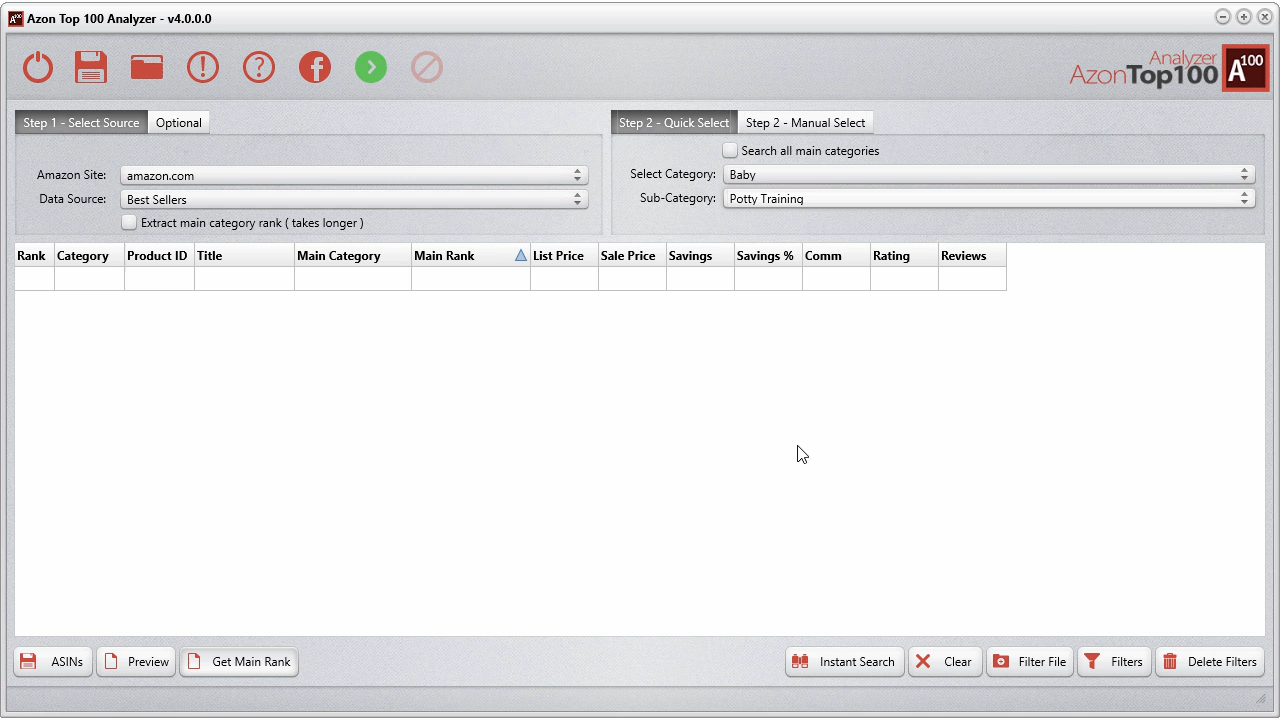 Azon Top 100 Analyzer - v4.0.0.0
Analyzer
AzonTop100
A100
Step 1 - Select Source
Optional
Step 2 - Quick Select
Step 2 - Manual Select
Search all main categories
Amazon Site:
amazon.com
Select Category:
Baby
Data Source:
Best Sellers
Sub-Category:
Potty Training
Extract main category rank ( takes longer )
Rank Category Product ID Title Main Category Main Rank List Price Sale Price Savings Savings % Comm Rating Reviews
ASINs
Preview
Get Main Rank
Instant Search
Clear
Filter File
Filters
Delete Filters